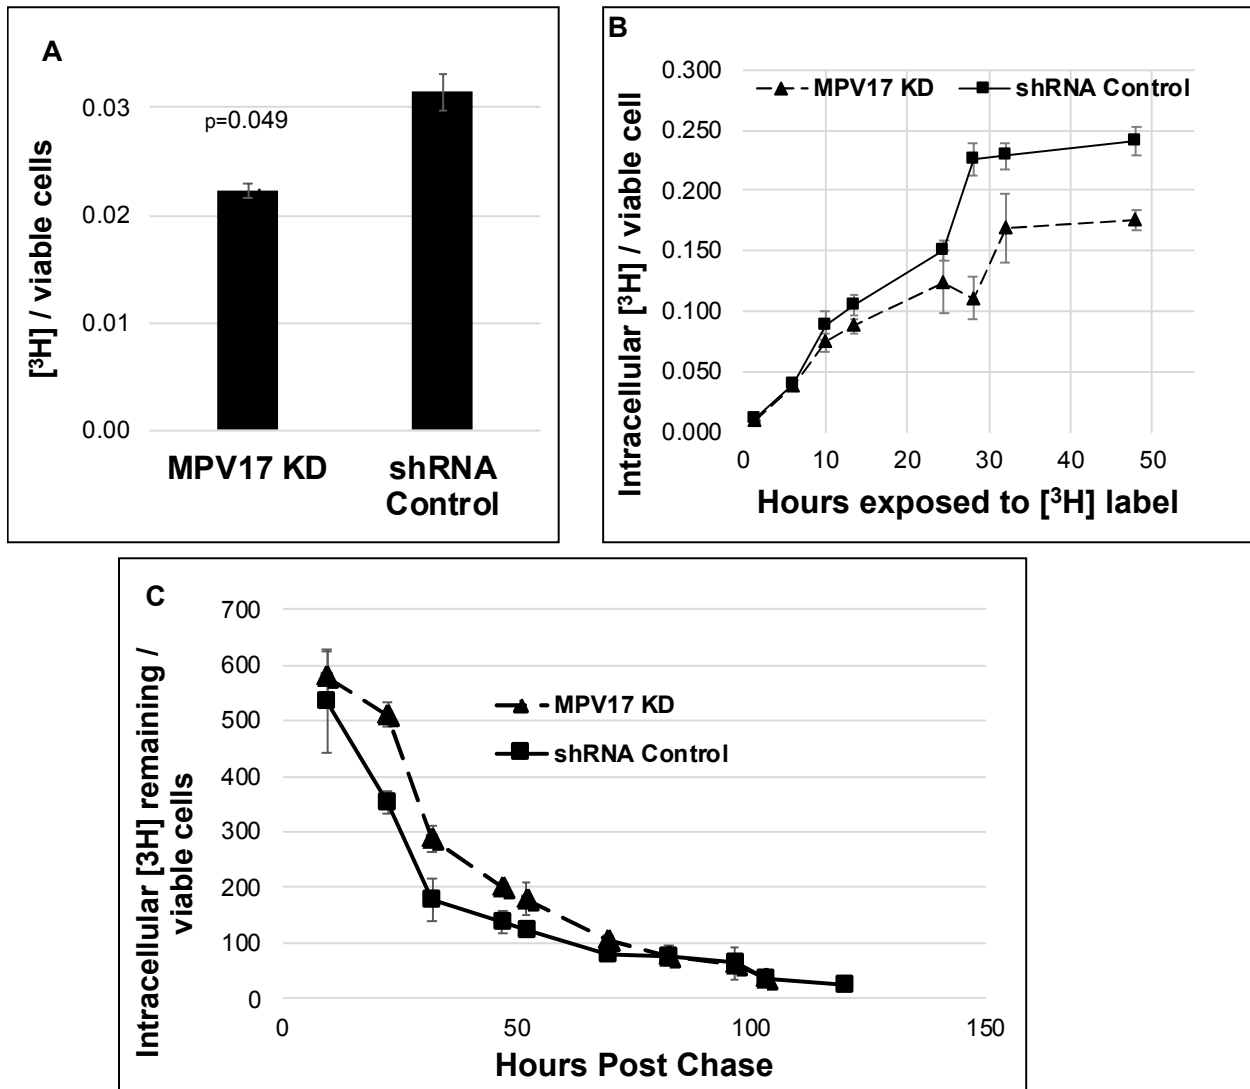 A
[³H] / viable cells
0.03
0.02
0.01
0.00
p=0.049
MPV17 KD
shRNA
Control
B
Intracellular [³H] / viable cell
0.300
0.250
0.200
0.150
0.100
0.050
0.000
MPV17 KD
shRNA Control
0 10 20 30 40 50
Hours exposed to [³H] label
C
Intracellular [3H] remaining /
viable cells
700
600
500
400
300
200
100
0
MPV17 KD
shRNA Control
0 50 100 150
Hours Post Chase